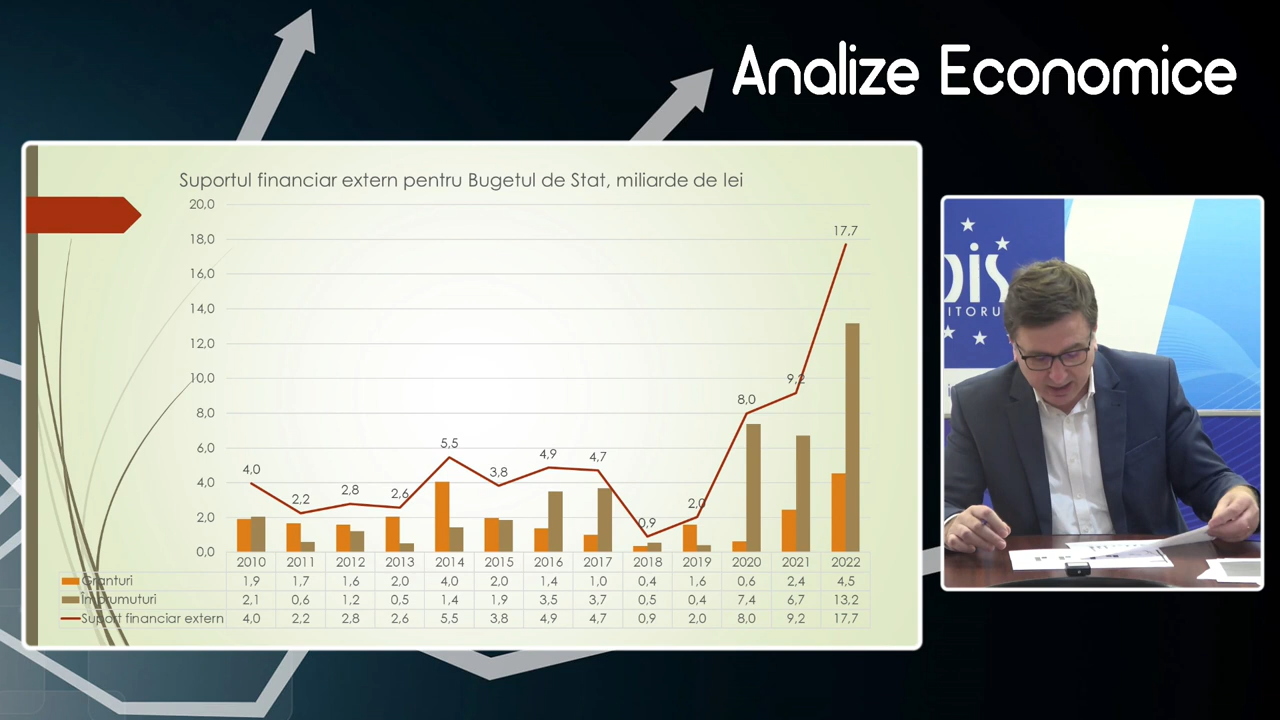 Analize Economice
Suportul financiar extern pentru Bugetul de Stat, miliarde de lei
20,0
18,0
16,0
14,0
12,0
10,0
8,0
6,0
4,0
2,0
0,0
4,0 2,2 2,8 2,6 5,5 3,8 4,9 4,7 0,9 2,0 8,0 9,2 17,7
2010 2011 2012 2013 2014 2015 2016 2017 2018 2019 2020 2021 2022
Granturi 1,9 1,7 1,6 2,0 4,0 2,0 1,4 1,0 0,4 1,6 0,6 2,4 4,5
Împrumuturi 2,1 0,6 1,2 0,5 1,4 1,9 3,5 3,7 0,5 0,4 7,4 6,7 13,2
Suport financiar extern 4,0 2,2 2,8 2,6 5,5 3,8 4,9 4,7 0,9 2,0 8,0 9,2 17,7